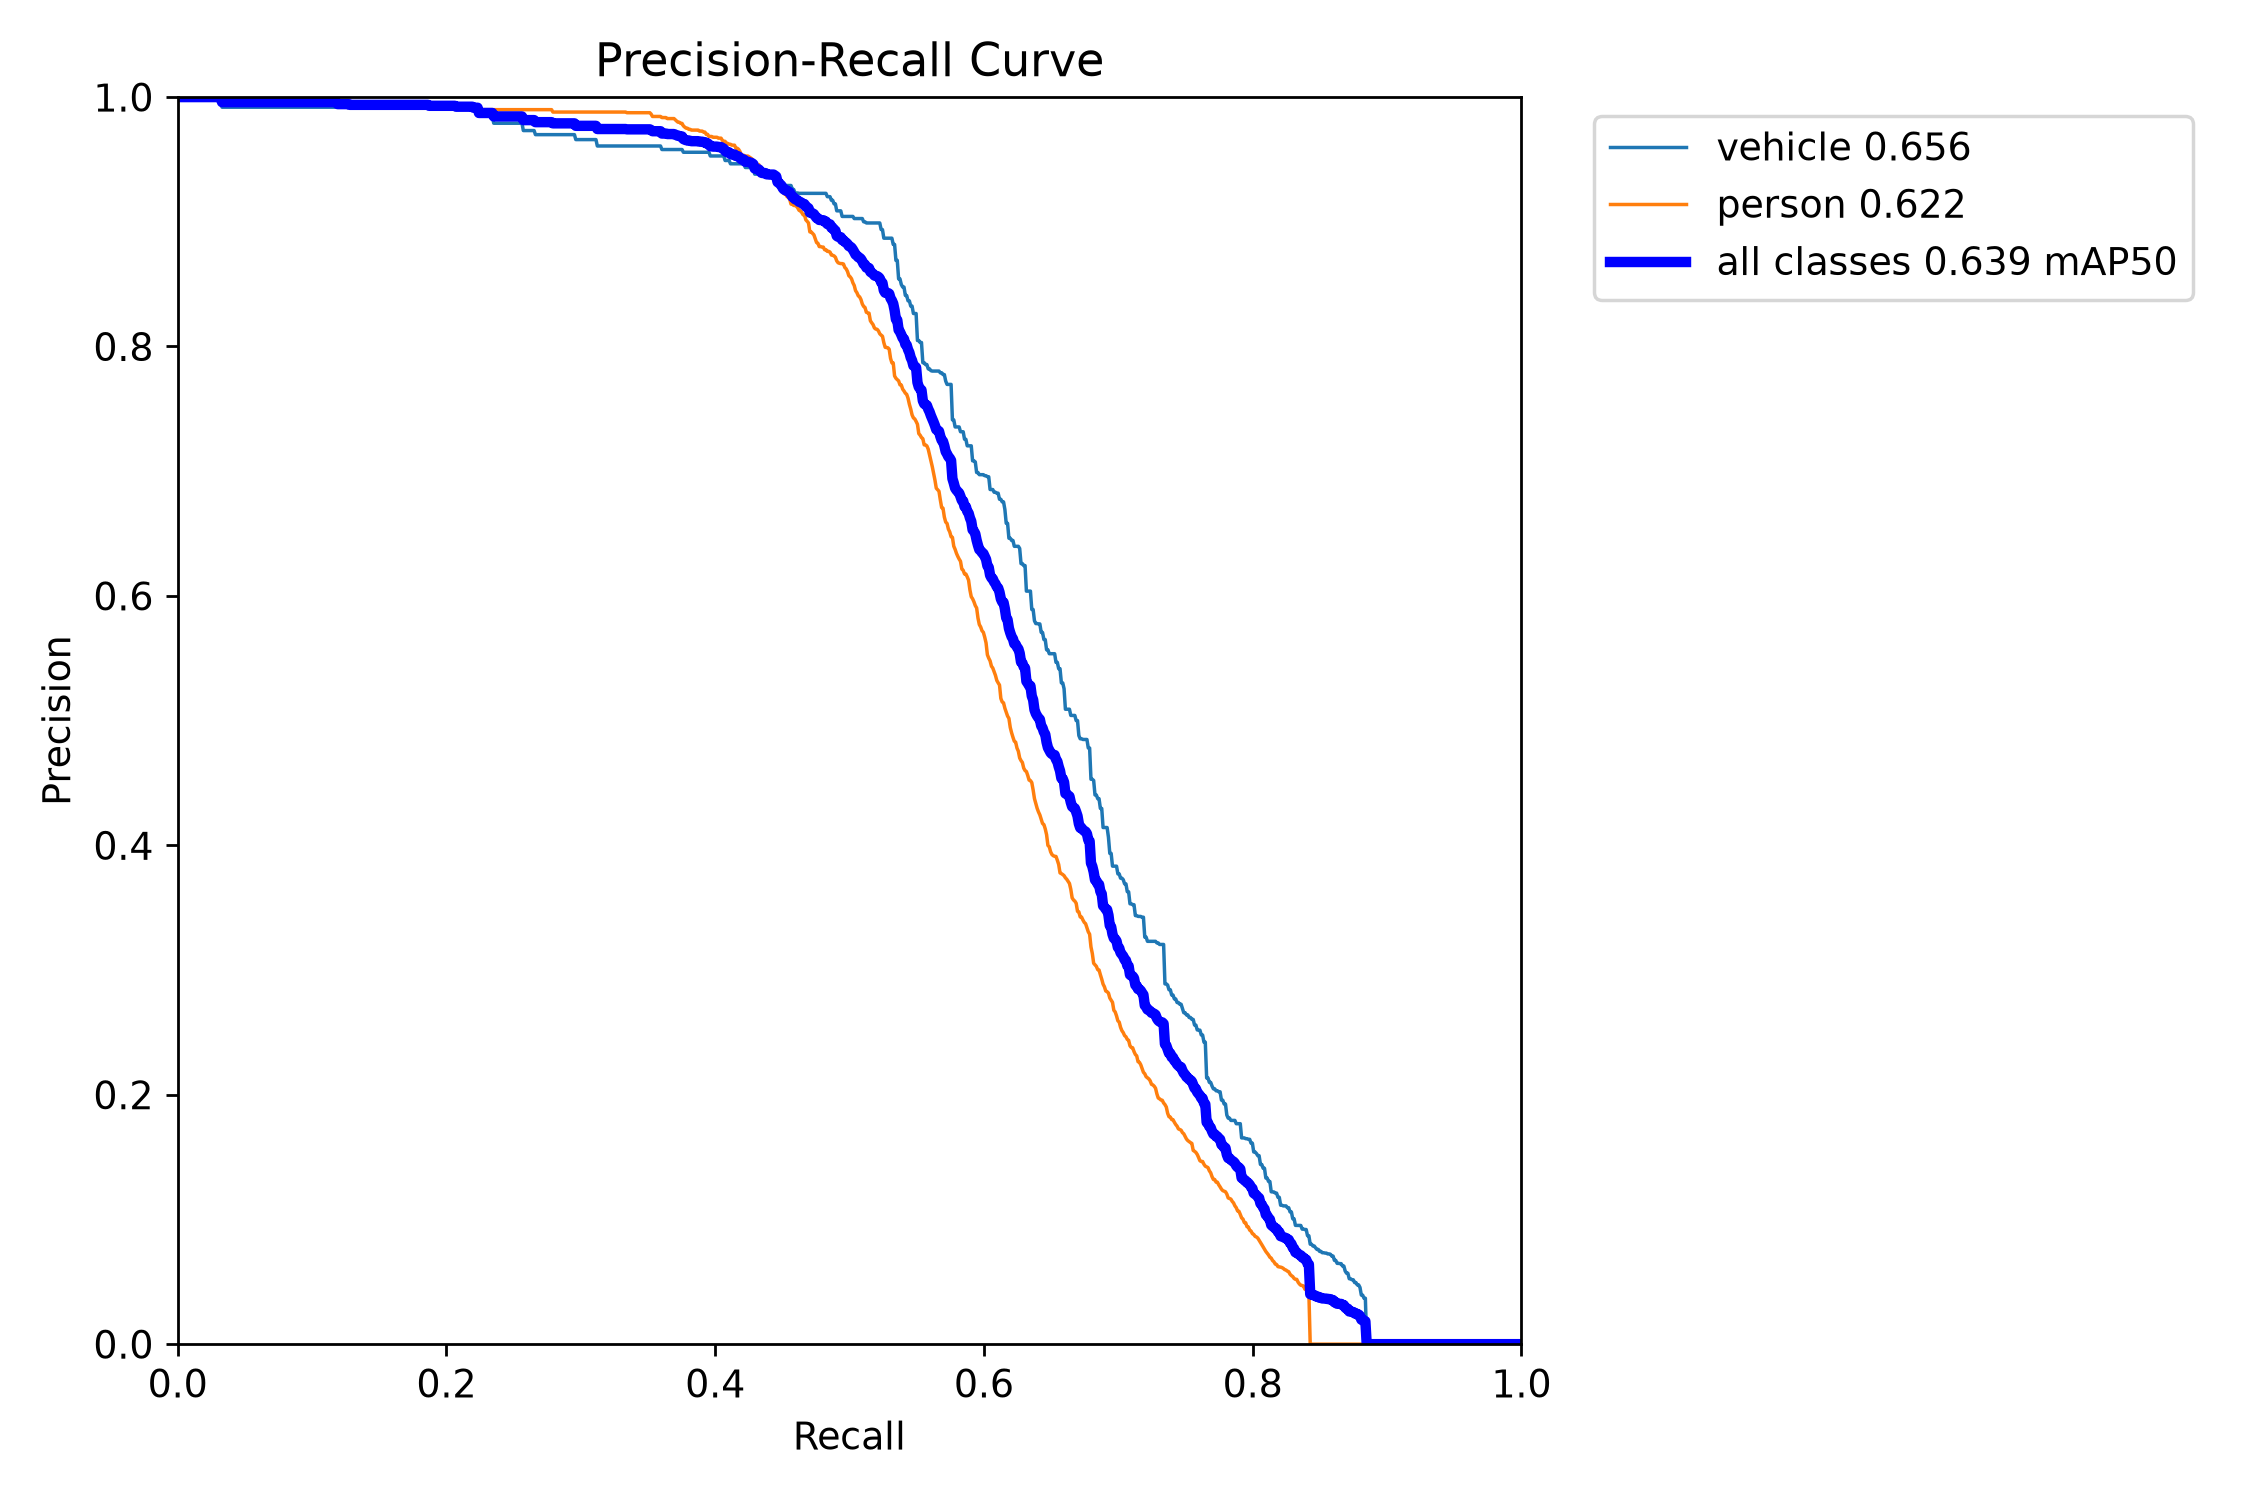 Precision-Recall Curve
1.0
0.8
0.6
0.4
0.2
0.0
Precision
0.0 0.2 0.4 0.6 0.8 1.0
Recall
vehicle 0.656
person 0.622
all classes 0.639 mAP50